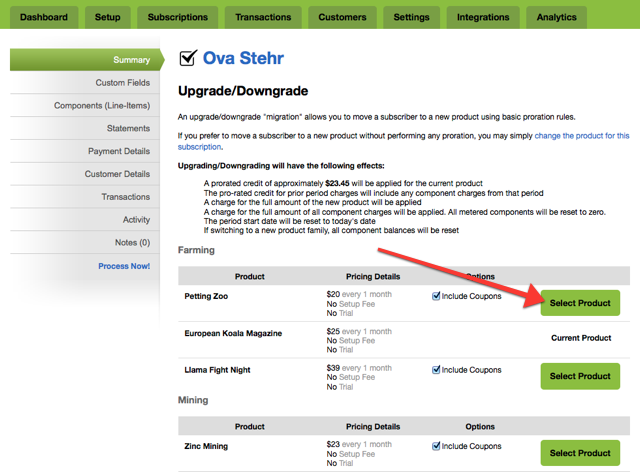 Dashboard Setup Subscriptions Transactions Customers Settings Integrations Analytics
Summary
Custom Fields
Components (Line-Items)
Statements
Payment Details
Customer Details
Transactions
Activity
Notes (0)
Process Now!
Ova Stehr
Upgrade/Downgrade
An upgrade/downgrade "migration" allows you to move a subscriber to a new product using basic proration rules.
If you prefer to move a subscriber to a new product without performing any proration, you may simply change the product for this
subscription.
Upgrading/Downgrading will have the following effects:
A prorated credit of approximately $23.45 will be applied for the current product
The pro-rated credit for prior period charges will include any component charges from that period
A charge for the full amount of the new product will be applied
A charge for the full amount of all component charges will be applied. All metered components will be reset to zero.
The period start date will be reset to today's date
If switching to a new product family, all component balances will be reset
Farming
Product Pricing Details Options
Petting Zoo $20 every 1 month Include Coupons Select Product
No Setup Fee
No Trial
European Koala Magazine $25 every 1 month Current Product
No Setup Fee
No Trial
Llama Fight Night $39 every 1 month Include Coupons Select Product
No Setup Fee
No Trial
Mining
Product Pricing Details Options
Zinc Mining $23 every 1 month Include Coupons Select Product
No Setup Fee
No Trial